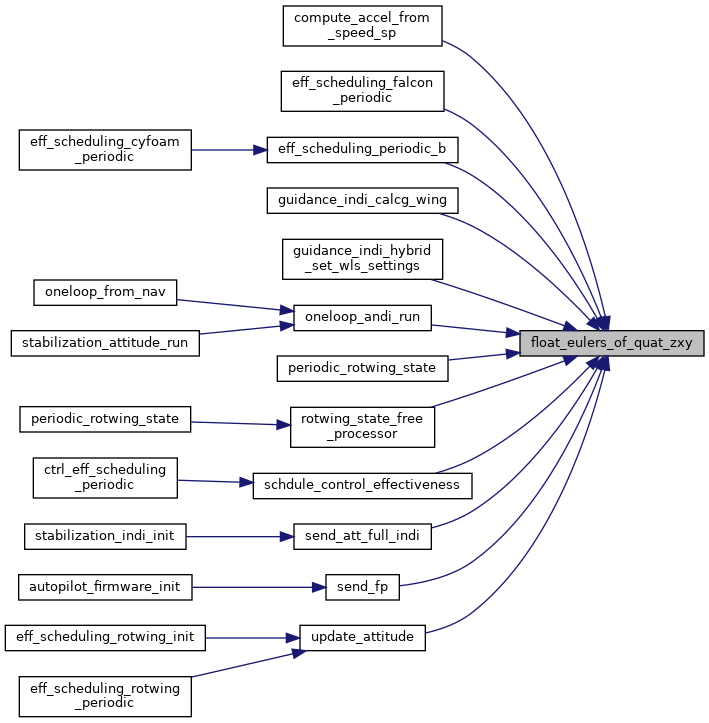 compute_accel_from
_speed_sp
eff_scheduling_falcon
_periodic
eff_scheduling_cyfoam
_periodic
eff_scheduling_periodic_b
guidance_indi_calcg_wing
guidance_indi_hybrid
_set_wls_settings
oneloop_from_nav
oneloop_andi_run
stabilization_attitude_run
float_eulers_of_quat_zxy
periodic_rotwing_state
periodic_rotwing_state
rotwing_state_free
_processor
ctrl_eff_scheduling
_periodic
schdule_control_effectiveness
stabilization_indi_init
send_att_full_indi
autopilot_firmware_init
send_fp
eff_scheduling_rotwing_init
update_attitude
eff_scheduling_rotwing
_periodic